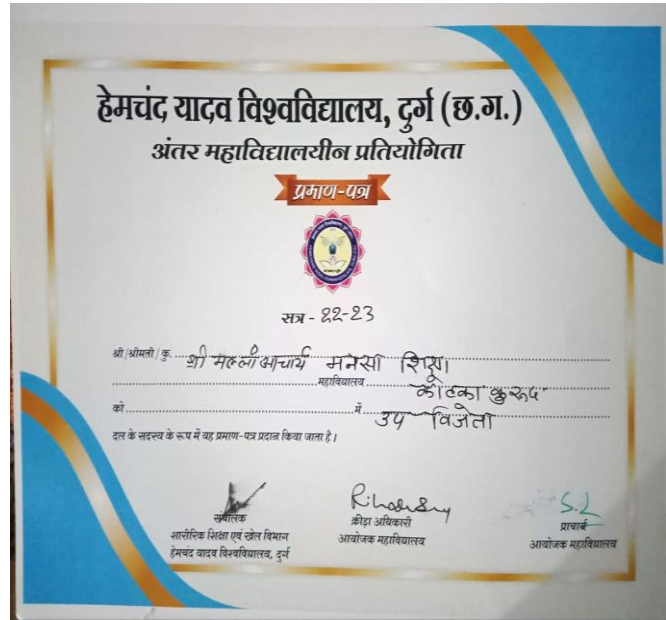 हेमचंद यादव विश्वविद्यालय, दुर्ग (छ.ग.)
अंतर महाविद्यालयीन प्रतियोगिता
प्रमाण-पत्र
सत्र - 22-23
श्री/श्रीमती/कु. श्री मनसा
महाविद्यालय
को में उप विजेता
दल के सदस्य के रूप में यह प्रमाण-पत्र प्रदान किया जाता है।
संचालक
शारीरिक शिक्षा एवं खेल विभाग
हेमचंद यादव विश्वविद्यालय, दुर्ग
क्रीड़ा अधिकारी
आयोजक महाविद्यालय
S.L
प्राचार्य
आयोजक महाविद्यालय